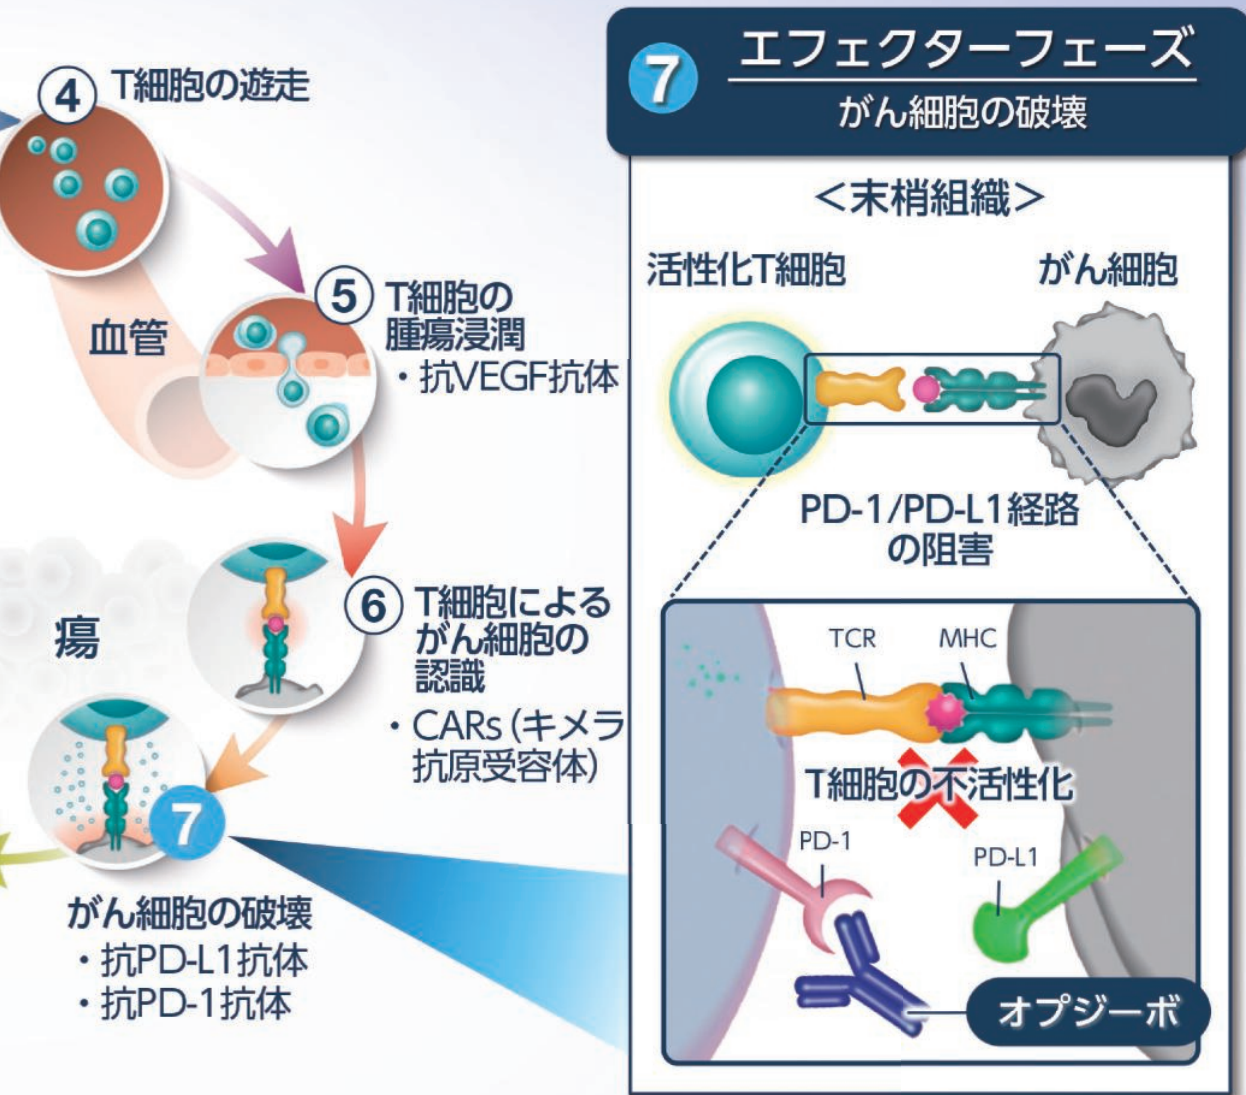 ④ T細胞の遊走
血管
⑤ T細胞の
腫瘍浸潤
・抗VEGF抗体
⑥ T細胞による
がん細胞の
認識
・CARs(キメラ
抗原受容体)
瘍
7
がん細胞の破壊
・抗PD-L1抗体
・抗PD-1抗体
7 エフェクターフェーズ
がん細胞の破壊
<末梢組織>
活性化T細胞
がん細胞
PD-1/PD-L1経路
の阻害
TCR
MHC
T細胞の不活性化
PD-1
PD-L1
オプジーボ